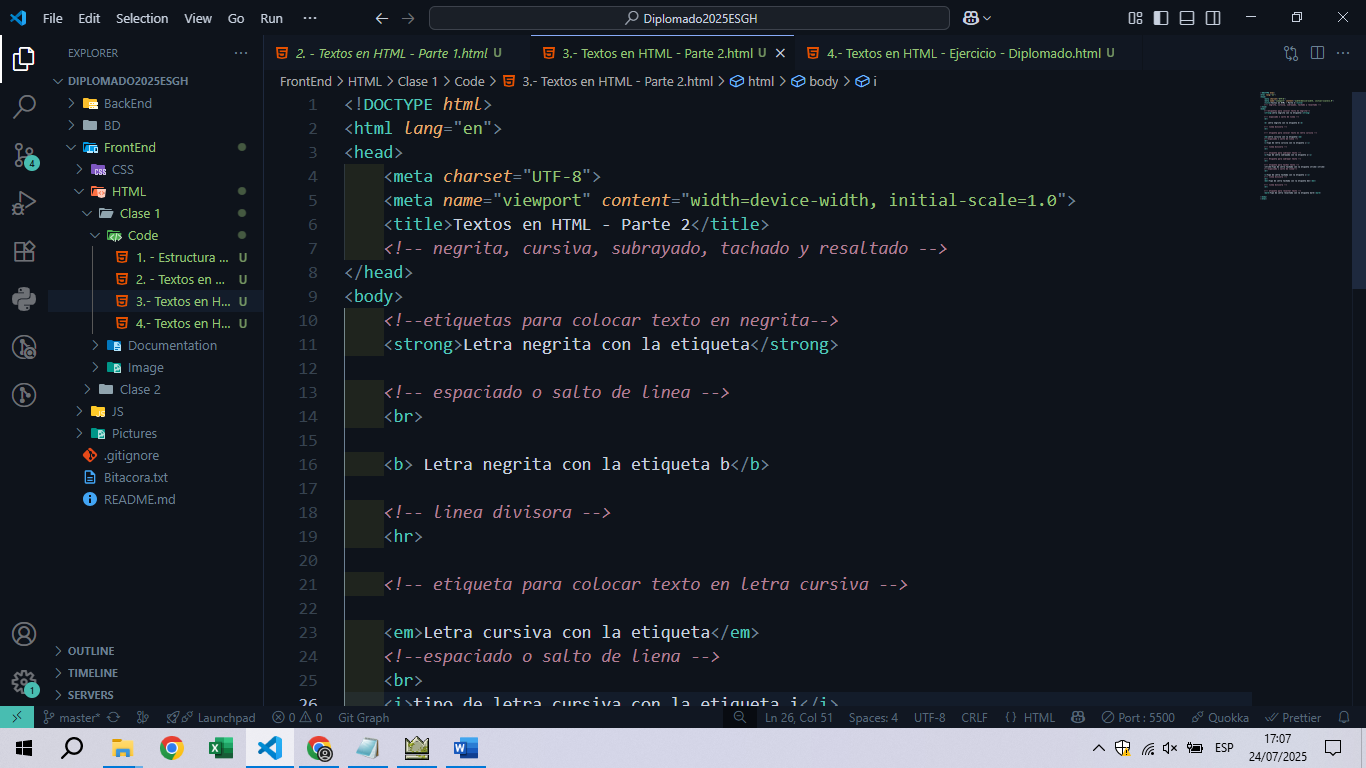 File Edit Selection View Go Run ··· Diplomado2025ESGH
EXPLORER ···
DIPLOMADO2025ESGH
BackEnd
BD
FrontEnd
CSS
HTML
Clase 1
Code
1. - Estructura ... U
2. - Textos en ... U
3.- Textos en H... U
4.- Textos en H... U
Documentation
Image
Clase 2
JS
Pictures
.gitignore
Bitacora.txt
README.md
OUTLINE
TIMELINE
SERVERS
4
1
2. - Textos en HTML - Parte 1.html U 3.- Textos en HTML - Parte 2.html U 4.- Textos en HTML - Ejercicio - Diplomado.html U
FrontEnd > HTML > Clase 1 > Code > 3.- Textos en HTML - Parte 2.html > html > body > i
1 <!DOCTYPE html>
2 <html lang="en">
3 <head>
4 <meta charset="UTF-8">
5 <meta name="viewport" content="width=device-width, initial-scale=1.0">
6 <title>Textos en HTML - Parte 2</title>
7 <!-- negrita, cursiva, subrayado, tachado y resaltado -->
8 </head>
9 <body>
10 <!--etiquetas para colocar texto en negrita-->
11 <strong>Letra negrita con la etiqueta</strong>
12
13 <!-- espaciado o salto de linea -->
14 <br>
15
16 <b> Letra negrita con la etiqueta b</b>
17
18 <!-- linea divisora -->
19 <hr>
20
21 <!-- etiqueta para colocar texto en letra cursiva -->
22
23 <em>Letra cursiva con la etiqueta</em>
24 <!--espaciado o salto de liena -->
25 <br>
26 <i>tipo de letra cursiva con la etiqueta i</i>
master* Launchpad 0 0 Git Graph Ln 26, Col 51 Spaces: 4 UTF-8 CRLF {} HTML Port : 5500 Quokka Prettier
ESP 17:07
24/07/2025